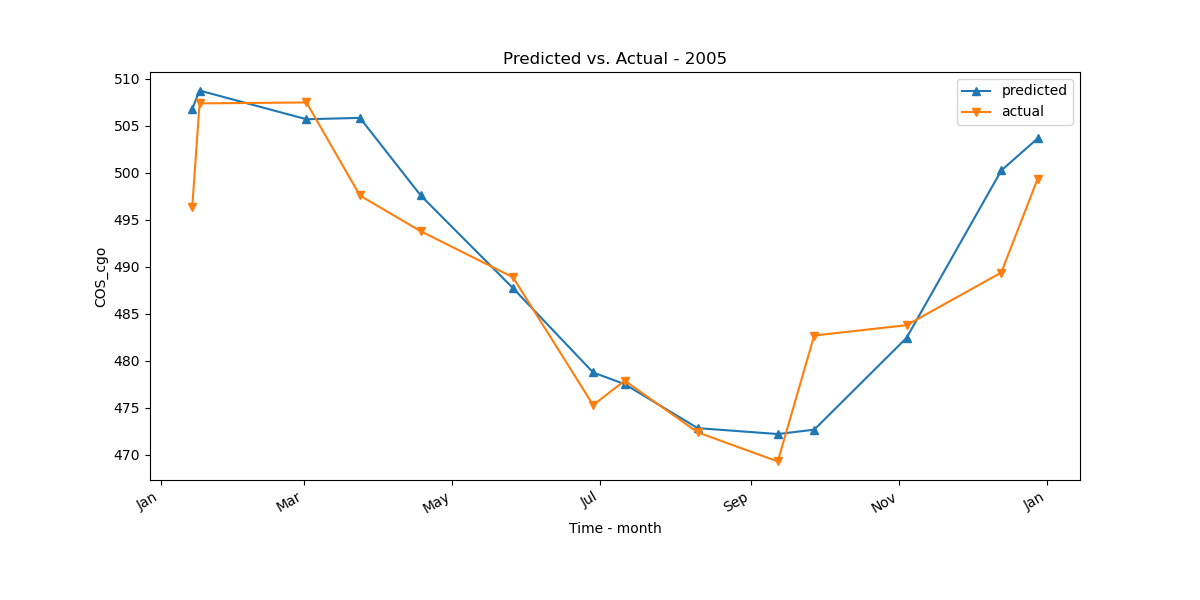 Predicted vs. Actual - 2005
510
505
500
495
490
485
480
475
470
COS_cgo
predicted
actual
Jan
Mar
May
Jul
Sep
Nov
Jan
Time - month